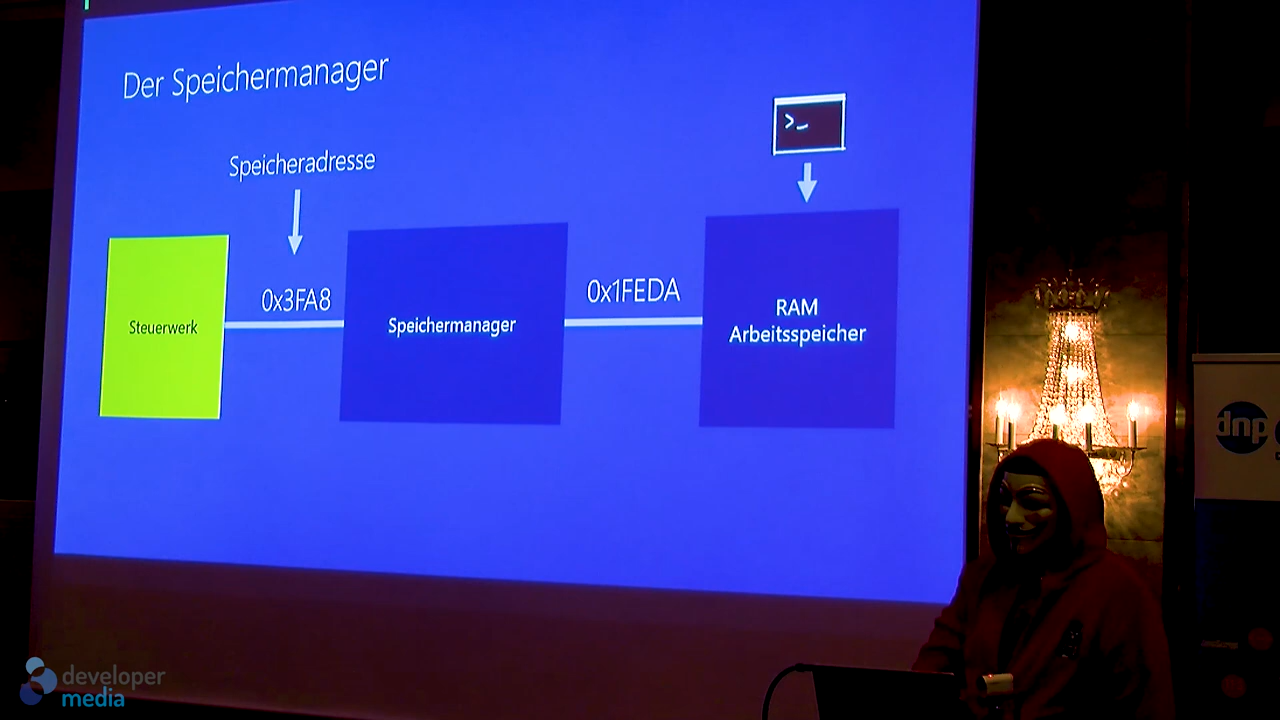 Der Speichermanager
>_
Speicheradresse
0x3FA8
0x1FEDA
Steuerwerk
Speichermanager
RAM
Arbeitsspeicher
dnp
developer
media